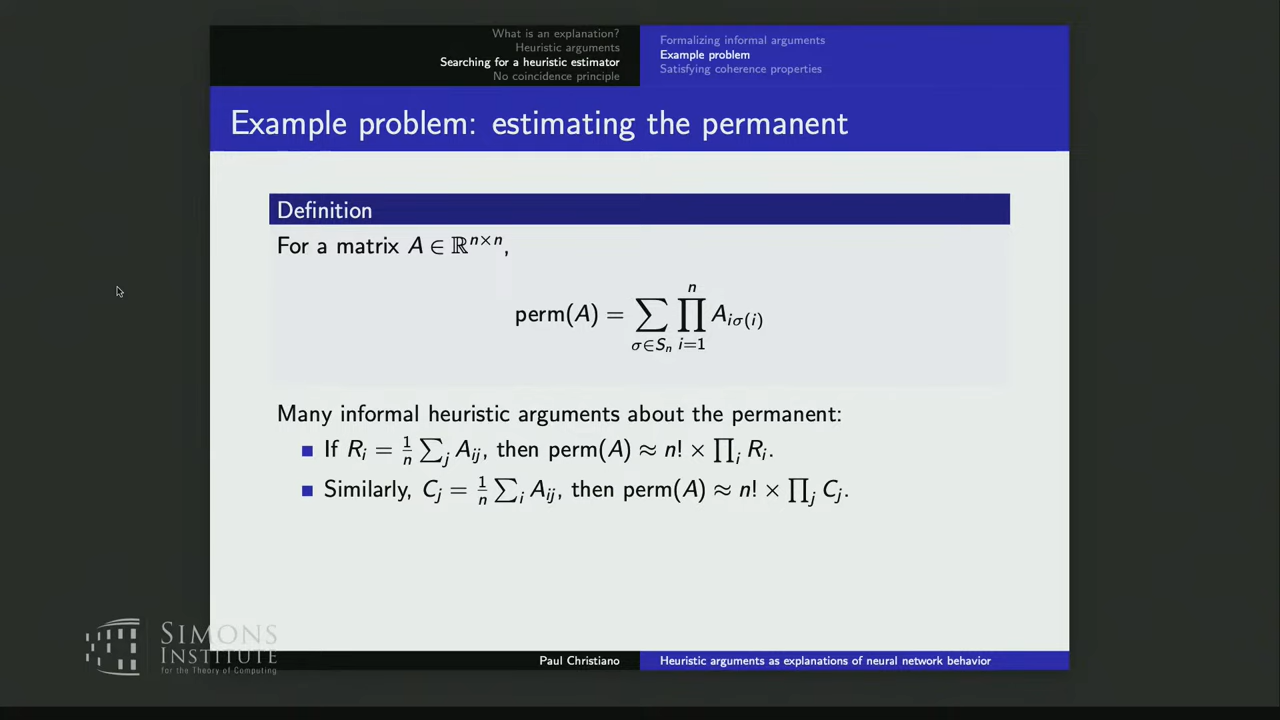 What is an explanation?
Heuristic arguments
Searching for a heuristic estimator
No coincidence principle
Formalizing informal arguments
Example problem
Satisfying coherence properties
Example problem: estimating the permanent
Definition
For a matrix A ∈ ℝⁿˣⁿ,
perm(A) = ∑_{σ∈Sₙ} ∏_{i=1}^{n} A_{iσ(i)}
Many informal heuristic arguments about the permanent:
■ If Rᵢ = 1/n ∑_j A_{ij}, then perm(A) ≈ n! × ∏_i R_i.
■ Similarly, C_j = 1/n ∑_i A_{ij}, then perm(A) ≈ n! × ∏_j C_j.
SIMONS
INSTITUTE
for the Theory of Computing
Paul Christiano
Heuristic arguments as explanations of neural network behavior